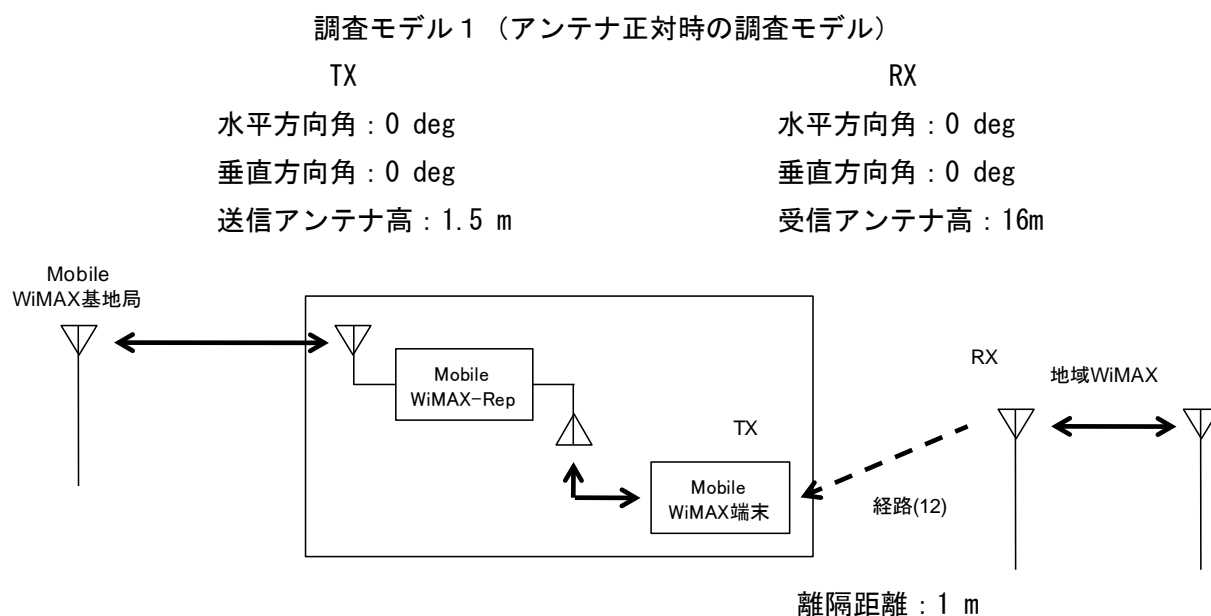 調査モデル１（アンテナ正対時の調査モデル）
TX
水平方向角：0 deg
垂直方向角：0 deg
送信アンテナ高：1.5 m
RX
水平方向角：0 deg
垂直方向角：0 deg
受信アンテナ高：16m
Mobile
WiMAX基地局
Mobile
WiMAX-Rep
TX
Mobile
WiMAX端末
RX
地域WiMAX
経路(12)
離隔距離：1 m